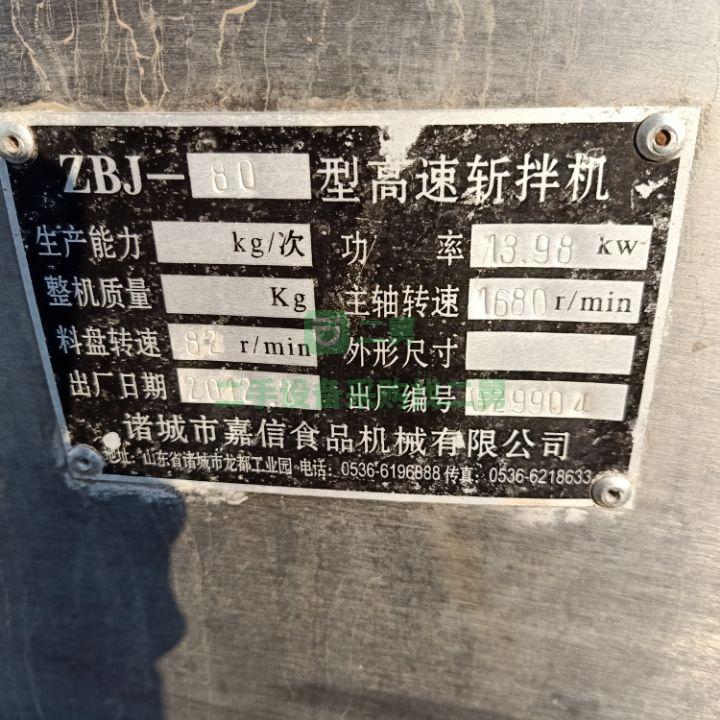 ZBJ-80型高速斩拌机
生产能力 kg/次 功率 13.98 kw
整机质量 Kg 主轴转速 1680 r/min
料盘转速 82 r/min 外形尺寸
出厂日期 2012.2 出厂编号 9904
诸城市嘉信食品机械有限公司
地址:山东省诸城市龙都工业园 电话:0536-6196888 传真:0536-6218633